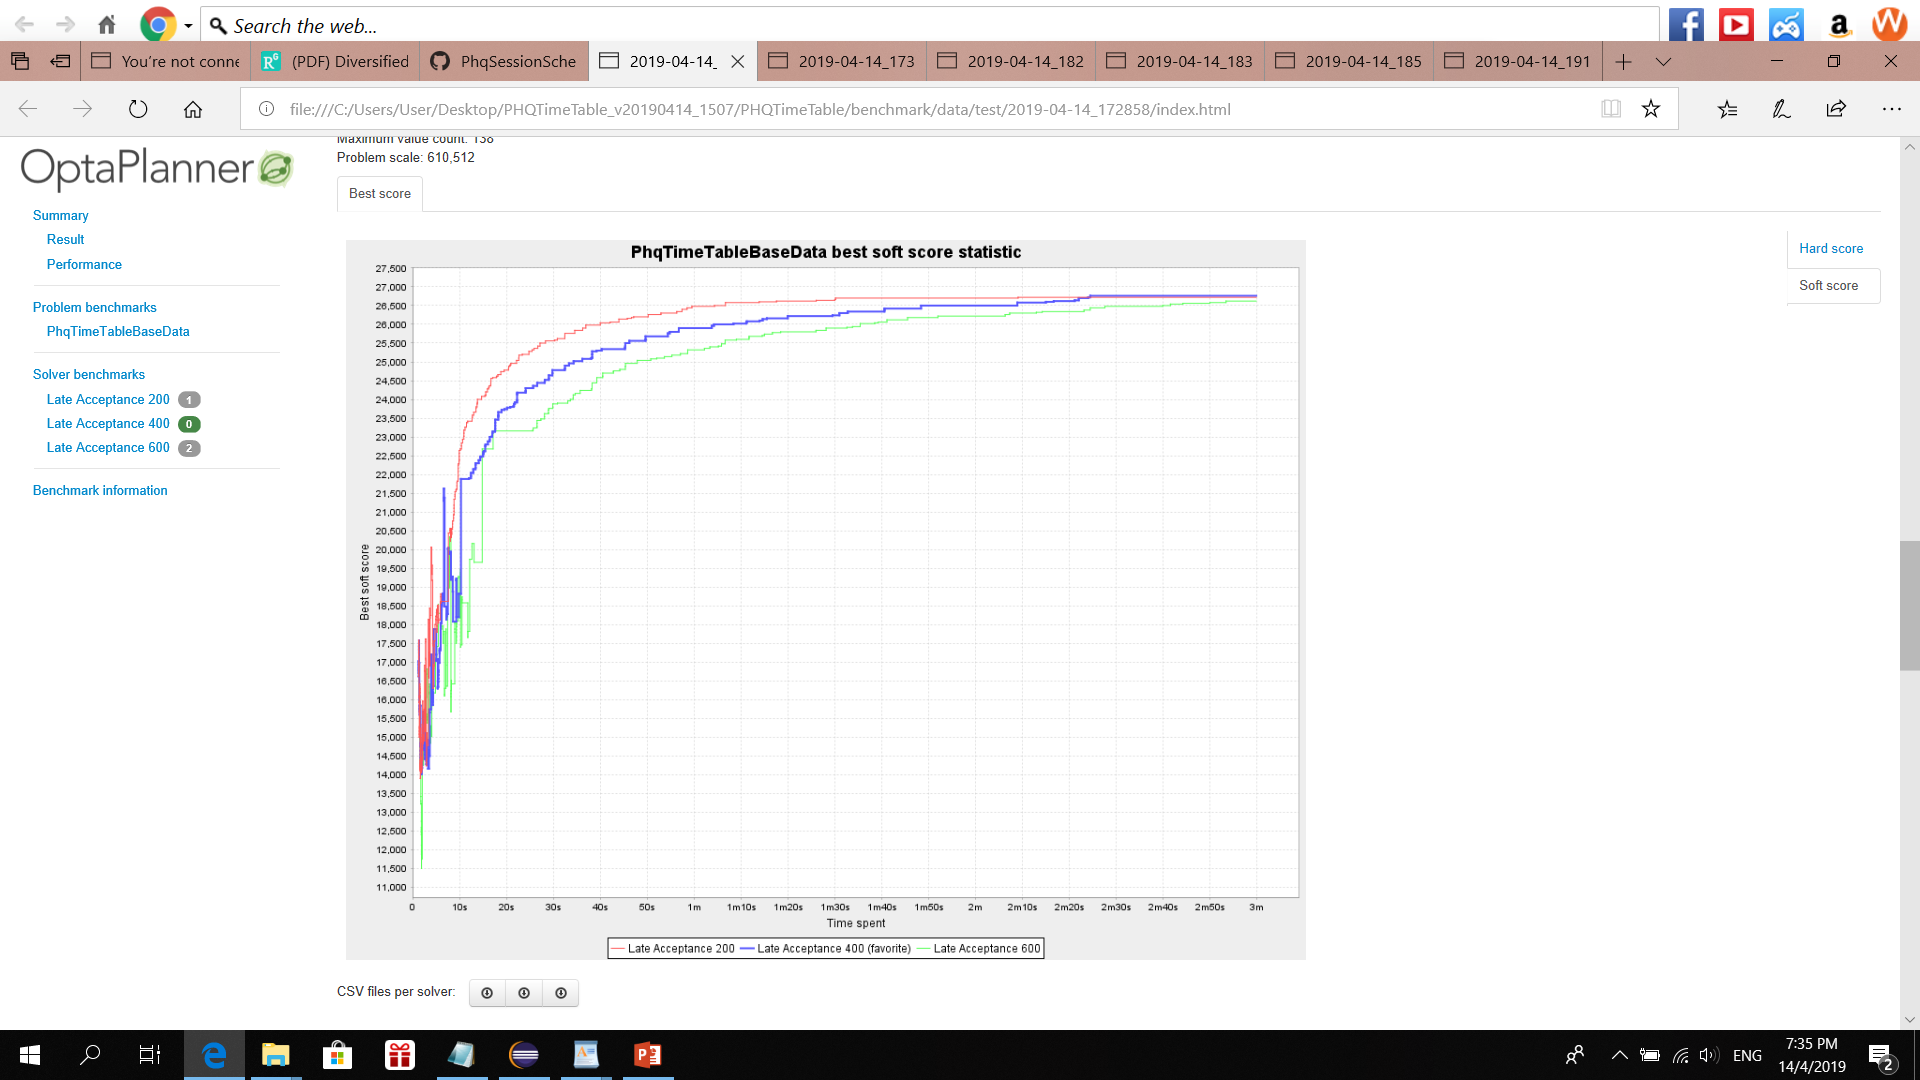 Search the web...
You're not conne
(PDF) Diversified
PhqSessionSche
2019-04-14_
2019-04-14_173
2019-04-14_182
2019-04-14_183
2019-04-14_185
2019-04-14_191
file:///C:/Users/User/Desktop/PHQTimeTable_v20190414_1507/PHQTimeTable/benchmark/data/test/2019-04-14_172858/index.html
OptaPlanner
Summary
Result
Performance
Problem benchmarks
PhqTimeTableBaseData
Solver benchmarks
Late Acceptance 200 1
Late Acceptance 400 0
Late Acceptance 600 2
Benchmark information
Maximum value count: 138
Problem scale: 610,512
Best score
Hard score
Soft score
PhqTimeTableBaseData best soft score statistic
Best soft score
27,500
27,000
26,500
26,000
25,500
25,000
24,500
24,000
23,500
23,000
22,500
22,000
21,500
21,000
20,500
20,000
19,500
19,000
18,500
18,000
17,500
17,000
16,500
16,000
15,500
15,000
14,500
14,000
13,500
13,000
12,500
12,000
11,500
11,000
0 10s 20s 30s 40s 50s 1m 1m10s 1m20s 1m30s 1m40s 1m50s 2m 2m10s 2m20s 2m30s 2m40s 2m50s 3m
Time spent
Late Acceptance 200 Late Acceptance 400 (favorite) Late Acceptance 600
CSV files per solver:
ENG
7:35 PM
14/4/2019
2